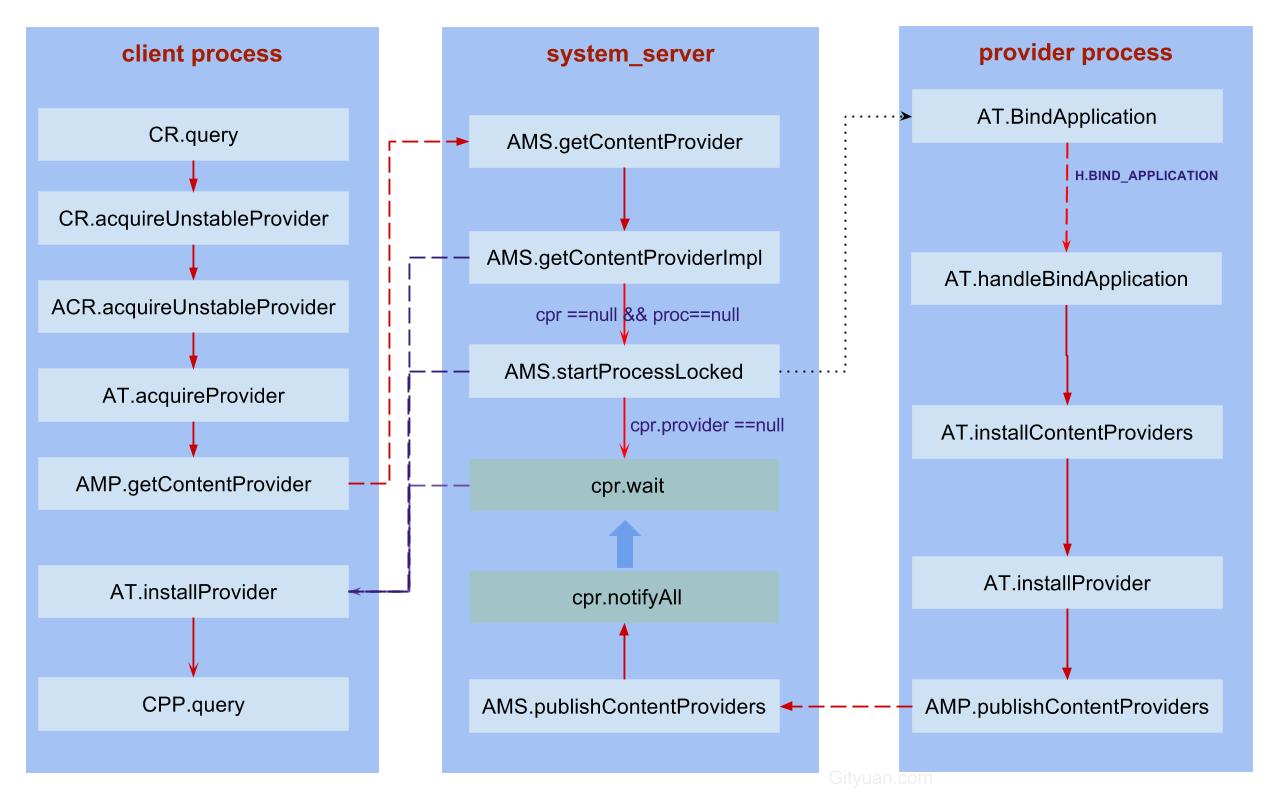 client process
CR.query
CR.acquireUnstableProvider
ACR.acquireUnstableProvider
AT.acquireProvider
AMP.getContentProvider
AT.installProvider
CPP.query
system_server
AMS.getContentProvider
AMS.getContentProviderImpl
cpr ==null && proc==null
AMS.startProcessLocked
cpr.provider ==null
cpr.wait
cpr.notifyAll
AMS.publishContentProviders
provider process
AT.BindApplication
H.BIND_APPLICATION
AT.handleBindApplication
AT.installContentProviders
AT.installProvider
AMP.publishContentProviders
Gityuan.com